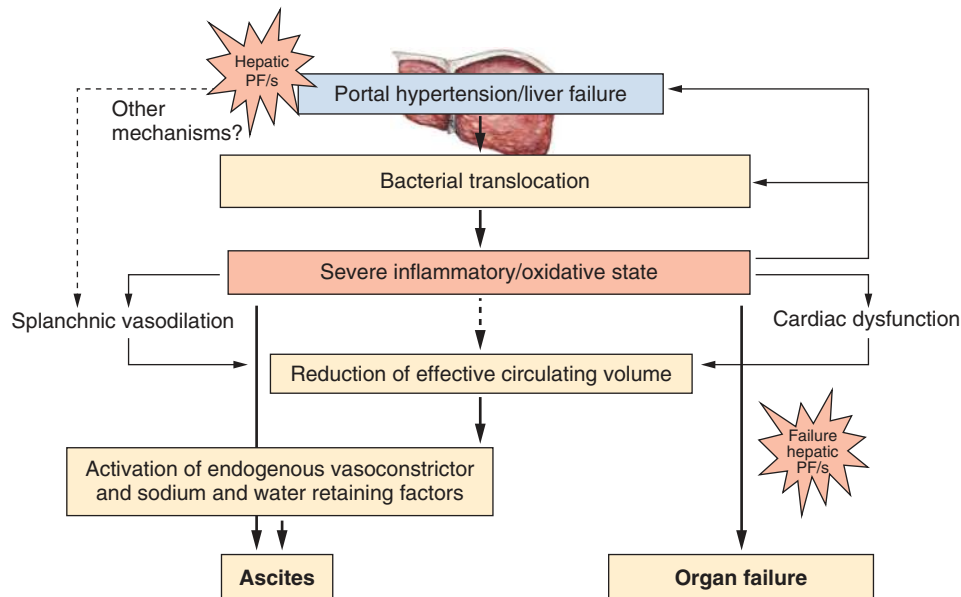 Hepatic
PF/s
Portal hypertension/liver failure
Other
mechanisms?
Bacterial translocation
Severe inflammatory/oxidative state
Splanchnic vasodilation
Cardiac dysfunction
Reduction of effective circulating volume
Failure
hepatic
PF/s
Activation of endogenous vasoconstrictor
and sodium and water retaining factors
Ascites
Organ failure